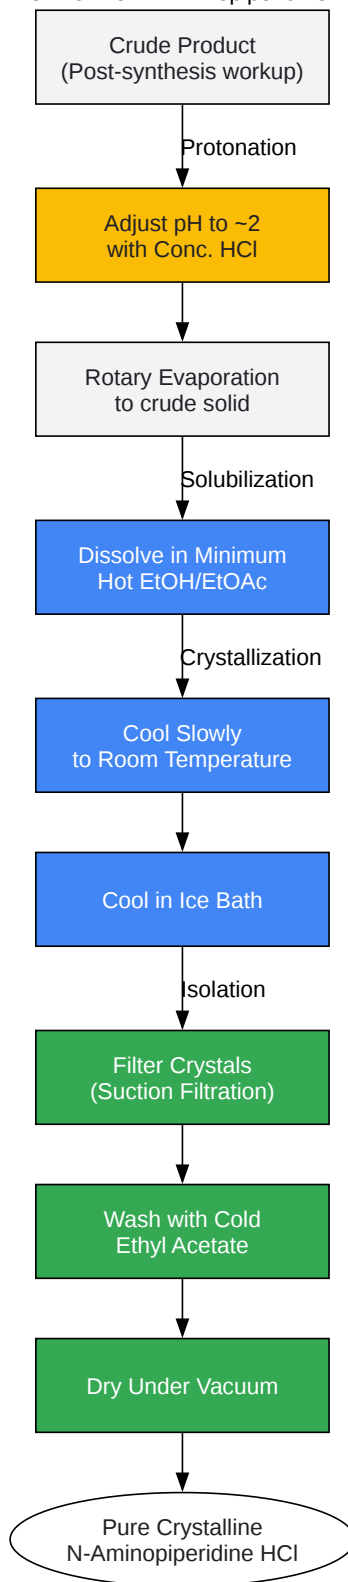 Crude Product
(Post-synthesis workup)
Protonation
Adjust pH to ~2
with Conc. HCl
Rotary Evaporation
to crude solid
Solubilization
Dissolve in Minimum
Hot EtOH/EtOAc
Crystallization
Cool Slowly
to Room Temperature
Cool in Ice Bath
Isolation
Filter Crystals
(Suction Filtration)
Wash with Cold
Ethyl Acetate
Dry Under Vacuum
Pure Crystalline
N-Aminopiperidine HCl